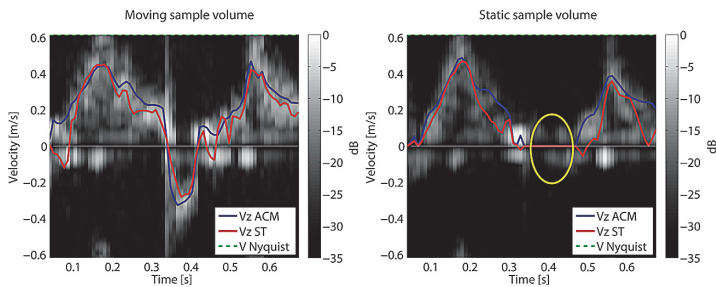 Moving sample volume
Velocity [m/s]
0.6
0.4
0.2
0
−0.2
−0.4
−0.6
0.1 0.2 0.3 0.4 0.5 0.6
Time [s]
Vz ACM
Vz ST
V Nyquist
0
−5
−10
−15
−20
−25
−30
−35
dB
Static sample volume
Velocity [m/s]
0.6
0.4
0.2
0
−0.2
−0.4
−0.6
0.1 0.2 0.3 0.4 0.5 0.6
Time [s]
Vz ACM
Vz ST
V Nyquist
0
−5
−10
−15
−20
−25
−30
−35
dB